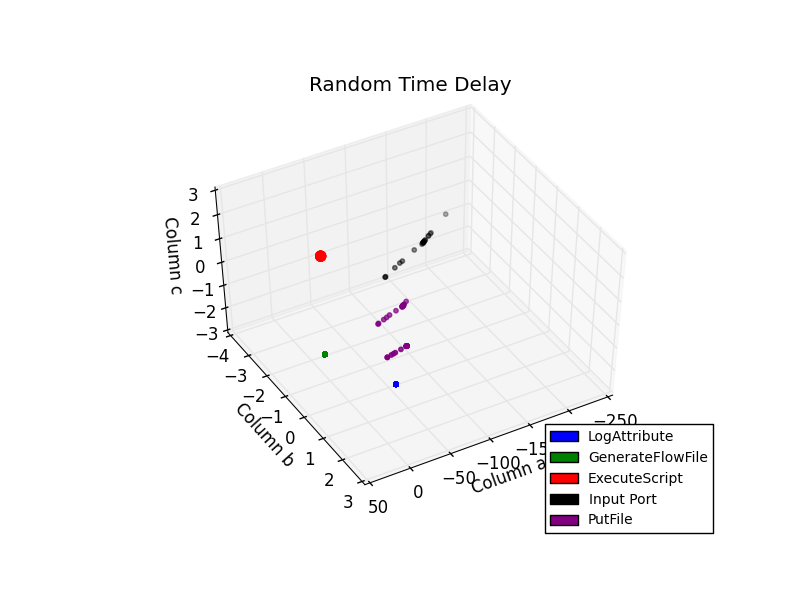 Random Time Delay
3
2
1
0
−1
−2
−3
Column c
−4
−3
−2
−1
0
1
2
3
Column b
50
0
−50
−100
−15
−250
Column a
LogAttribute
GenerateFlowFile
ExecuteScript
Input Port
PutFile